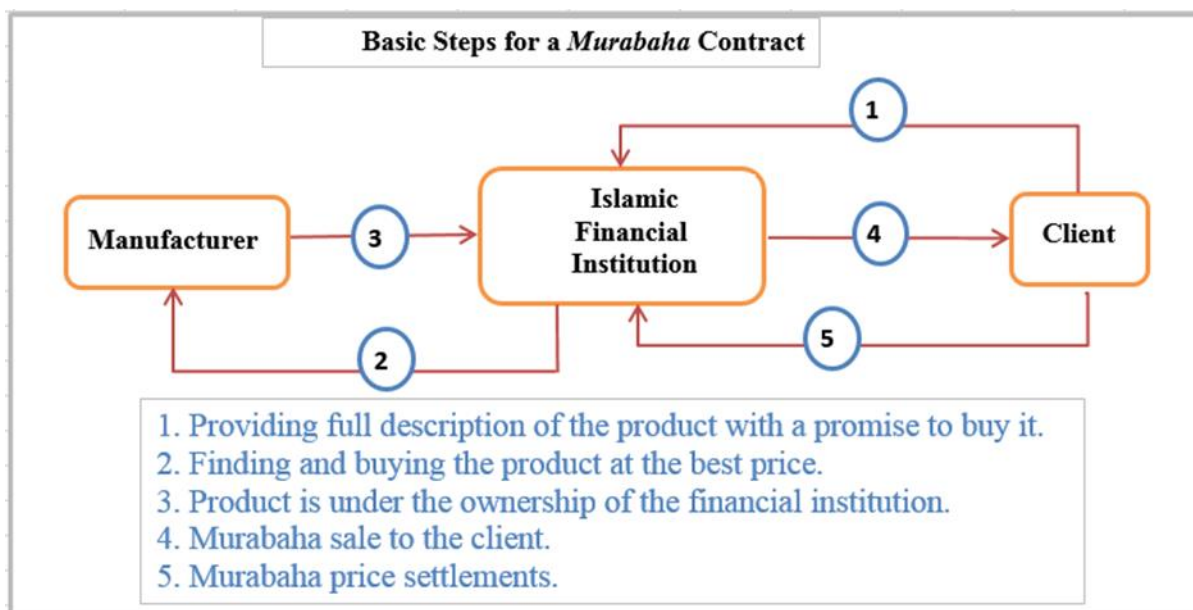 Basic Steps for a Murabaha Contract
1
Islamic
Financial
Institution
Manufacturer
3
4
Client
5
2
1. Providing full description of the product with a promise to buy it.
2. Finding and buying the product at the best price.
3. Product is under the ownership of the financial institution.
4. Murabaha sale to the client.
5. Murabaha price settlements.